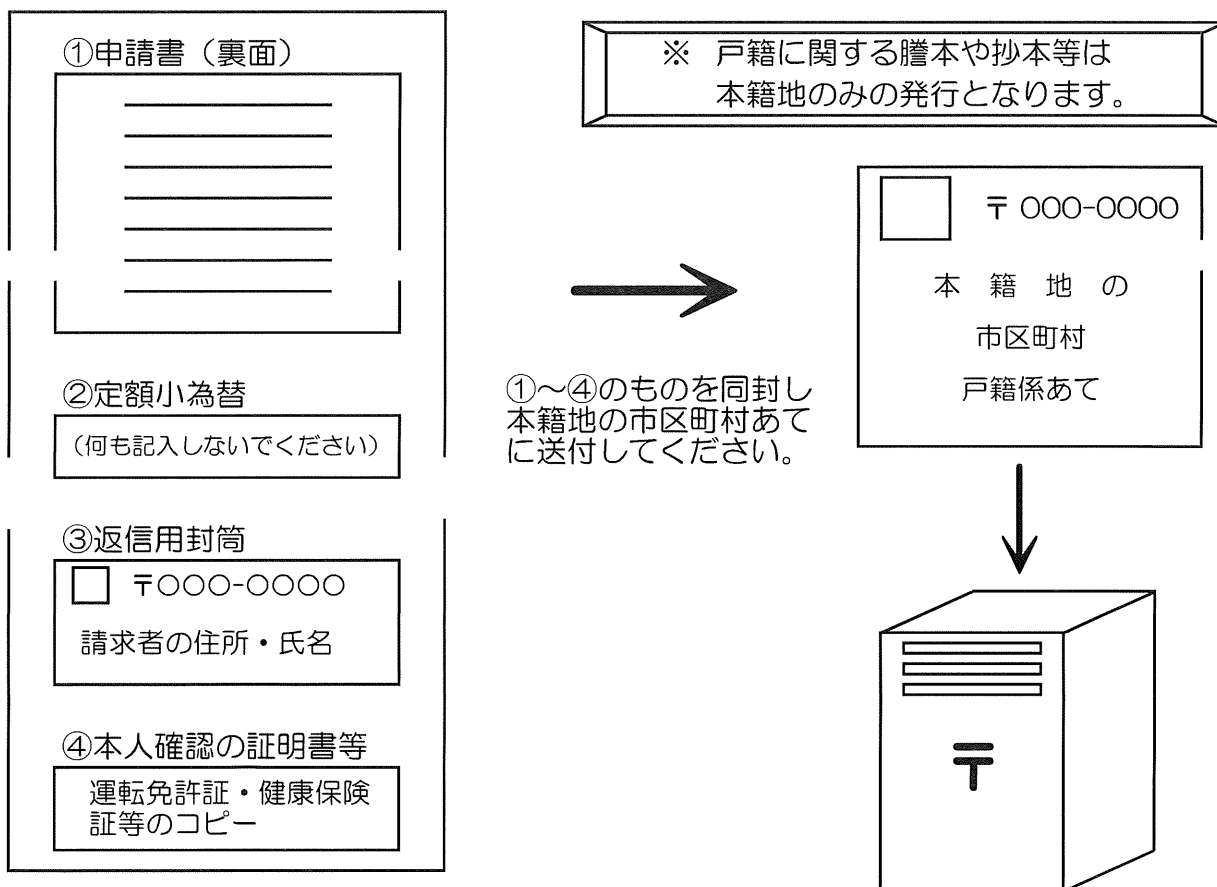 ①申請書（裏面）
②定額小為替
（何も記入しないでください）
③返信用封筒
〒○○○-○○○○
請求者の住所・氏名
④本人確認の証明書等
運転免許証・健康保険
証等のコピー
※ 戸籍に関する謄本や抄本等は
本籍地のみの発行となります。
①～④のものを同封し
本籍地の市区町村あて
に送付してください。
〒 ○○○-○○○○
本籍地の
市区町村
戸籍係あて
〒